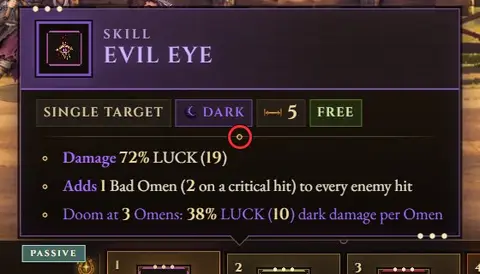 SKILL
EVIL EYE
SINGLE TARGET DARK 5 FREE
Damage 72% LUCK (19)
Adds 1 Bad Omen (2 on a critical hit) to every enemy hit
Doom at 3 Omens: 38% LUCK (10) dark damage per Omen
PASSIVE
1 2 3 4